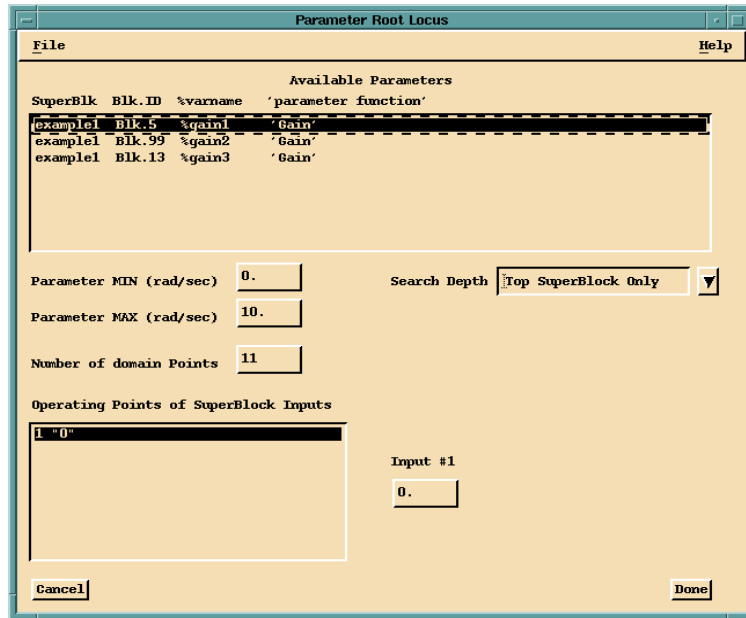 Parameter Root Locus
File Help
Available Parameters
SuperBlk Blk.ID %varname 'parameter function'
example1 Blk.5 %gain1 'Gain'
example1 Blk.99 %gain2 'Gain'
example1 Blk.13 %gain3 'Gain'
Parameter MIN (rad/sec) 0. Search Depth Top SuperBlock Only
Parameter MAX (rad/sec) 10.
Number of domain Points 11
Operating Points of SuperBlock Inputs
1 "0"
Input #1
0.
Cancel Done